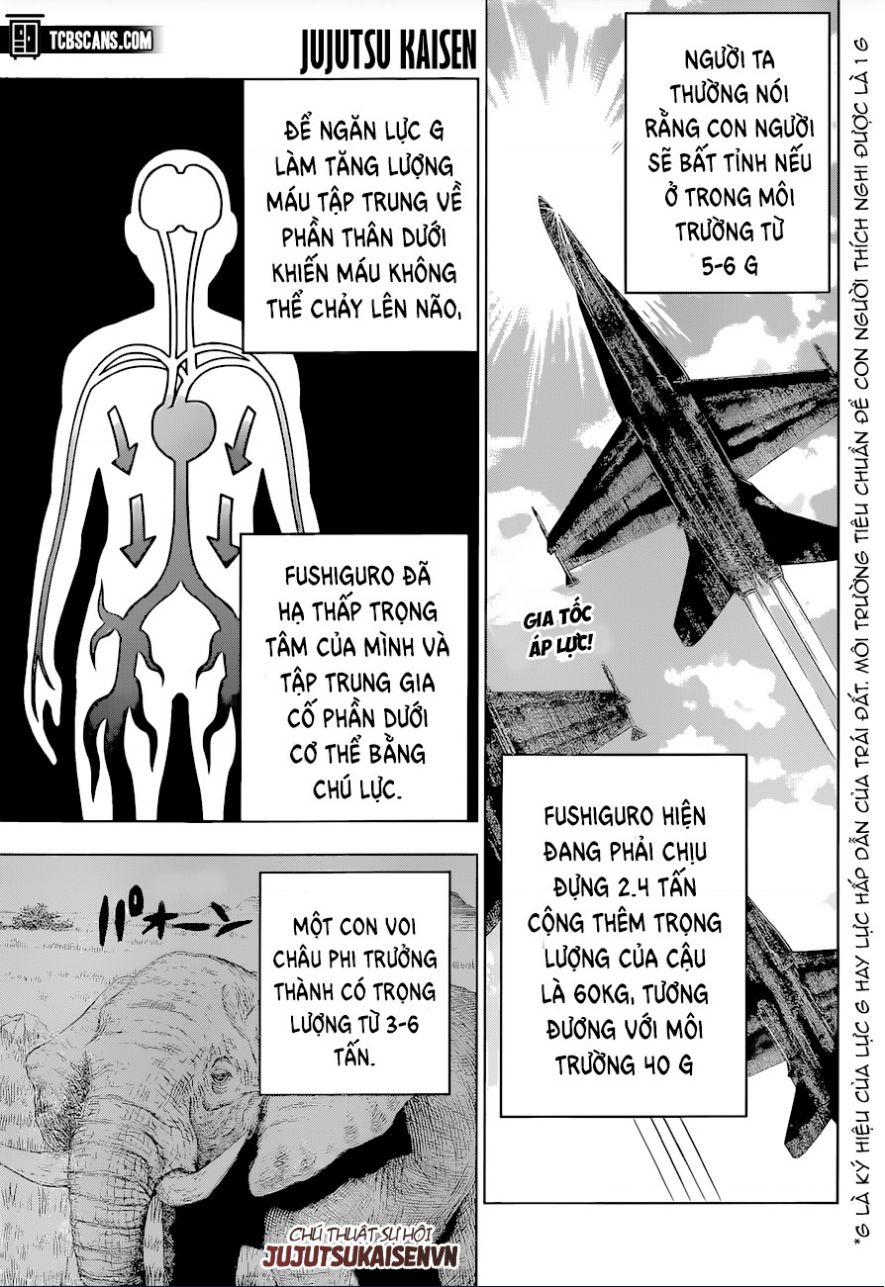 TCBSCANS.COM
JUJUTSU KAISEN
NGƯỜI TA
THƯỜNG NÓI
RẰNG CON NGƯỜI
SẼ BẤT TỈNH NẾU
Ở TRONG MÔI
TRƯỜNG TỪ
5-6 G
GIA TỐC
ÁP LỰC!
FUSHIGURO HIỆN
ĐANG PHẢI CHỊU
ĐỰNG 2.4 TẤN
CỘNG THÊM TRỌNG
LƯỢNG CỦA CẬU
LÀ 60KG, TƯƠNG
ĐƯƠNG VỚI MÔI
TRƯỜNG 40 G
*G LÀ KÝ HIỆU CỦA LỰC G HAY LỰC HẤP DẪN CỦA TRÁI ĐẤT. MÔI TRƯỜNG TIÊU CHUẨN ĐỂ CON NGƯỜI THÍCH NGHI ĐƯỢC LÀ 1 G
ĐỂ NGĂN LỰC G
LÀM TĂNG LƯỢNG
MÁU TẬP TRUNG VỀ
PHẦN THÂN DƯỚI
KHIẾN MÁU KHÔNG
THỂ CHẢY LÊN NÃO,
FUSHIGURO ĐÃ
HẠ THẤP TRỌNG
TÂM CỦA MÌNH VÀ
TẬP TRUNG GIA
CỐ PHẦN DƯỚI
CƠ THỂ BẰNG
CHÚ LỰC.
パオーン
MỘT CON VOI
CHÂU PHI TRƯỞNG
THÀNH CÓ TRỌNG
LƯỢNG TỪ 3-6
TẤN.
CHÚ THUẬT SƯ HỘI
JUJUTSUKAISENVN